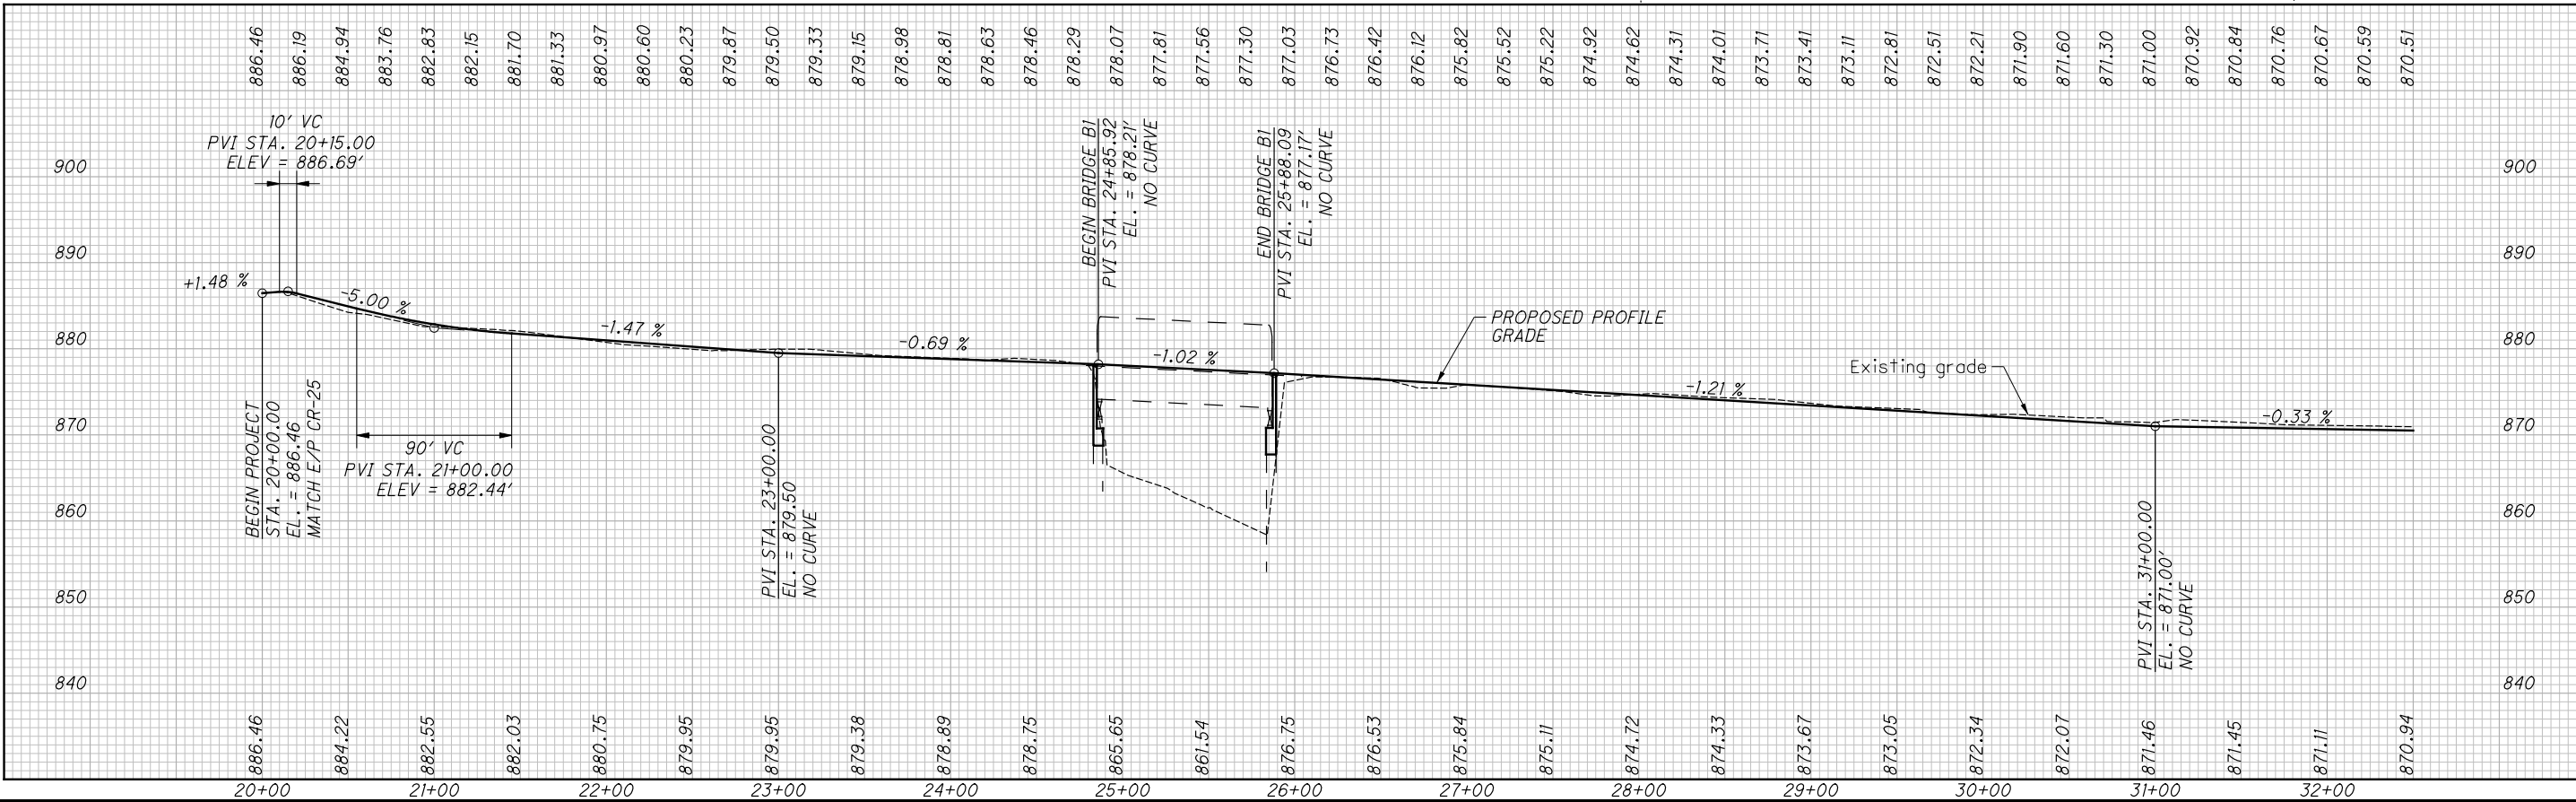 886.46 886.19 884.94 883.76 882.83 882.15 881.70 881.33 880.97 880.60 880.23 879.87 879.50 879.33 879.15 878.98 878.81 878.63 878.46 878.29 878.07 877.81 877.56 877.30 877.03 876.73 876.42 876.12 875.82 875.52 875.22 874.92 874.62 874.31 874.01 873.71 873.41 873.11 872.81 872.51 872.21 871.90 871.60 871.30 871.00 870.92 870.84 870.76 870.67 870.59 870.51
10' VC
PVI STA. 20+15.00
ELEV = 886.69'
BEGIN BRIDGE B1
PVI STA. 24+85.92
EL. = 878.21'
NO CURVE
END BRIDGE B1
PVI STA. 25+88.09
EL. = 877.17'
NO CURVE
900 900
890 890
+1.48 %
-5.00 %
-1.47 %
-0.69 %
-1.02 %
PROPOSED PROFILE
GRADE
880 880
Existing grade
-1.21 %
-0.33 %
870 870
BEGIN PROJECT
STA. 20+00.00
EL. = 886.46
MATCH E/P CR-25
90' VC
PVI STA. 21+00.00
ELEV = 882.44'
PVI STA. 23+00.00
EL. = 879.50
NO CURVE
860 860
PVI STA. 31+00.00
EL. = 871.00'
NO CURVE
850 850
840 840
886.46 884.22 882.55 882.03 880.75 879.95 879.95 879.38 878.89 878.75 865.65 861.54 876.75 876.53 875.84 875.11 874.72 874.33 873.67 873.05 872.34 872.07 871.46 871.45 871.11 870.94
20+00 21+00 22+00 23+00 24+00 25+00 26+00 27+00 28+00 29+00 30+00 31+00 32+00